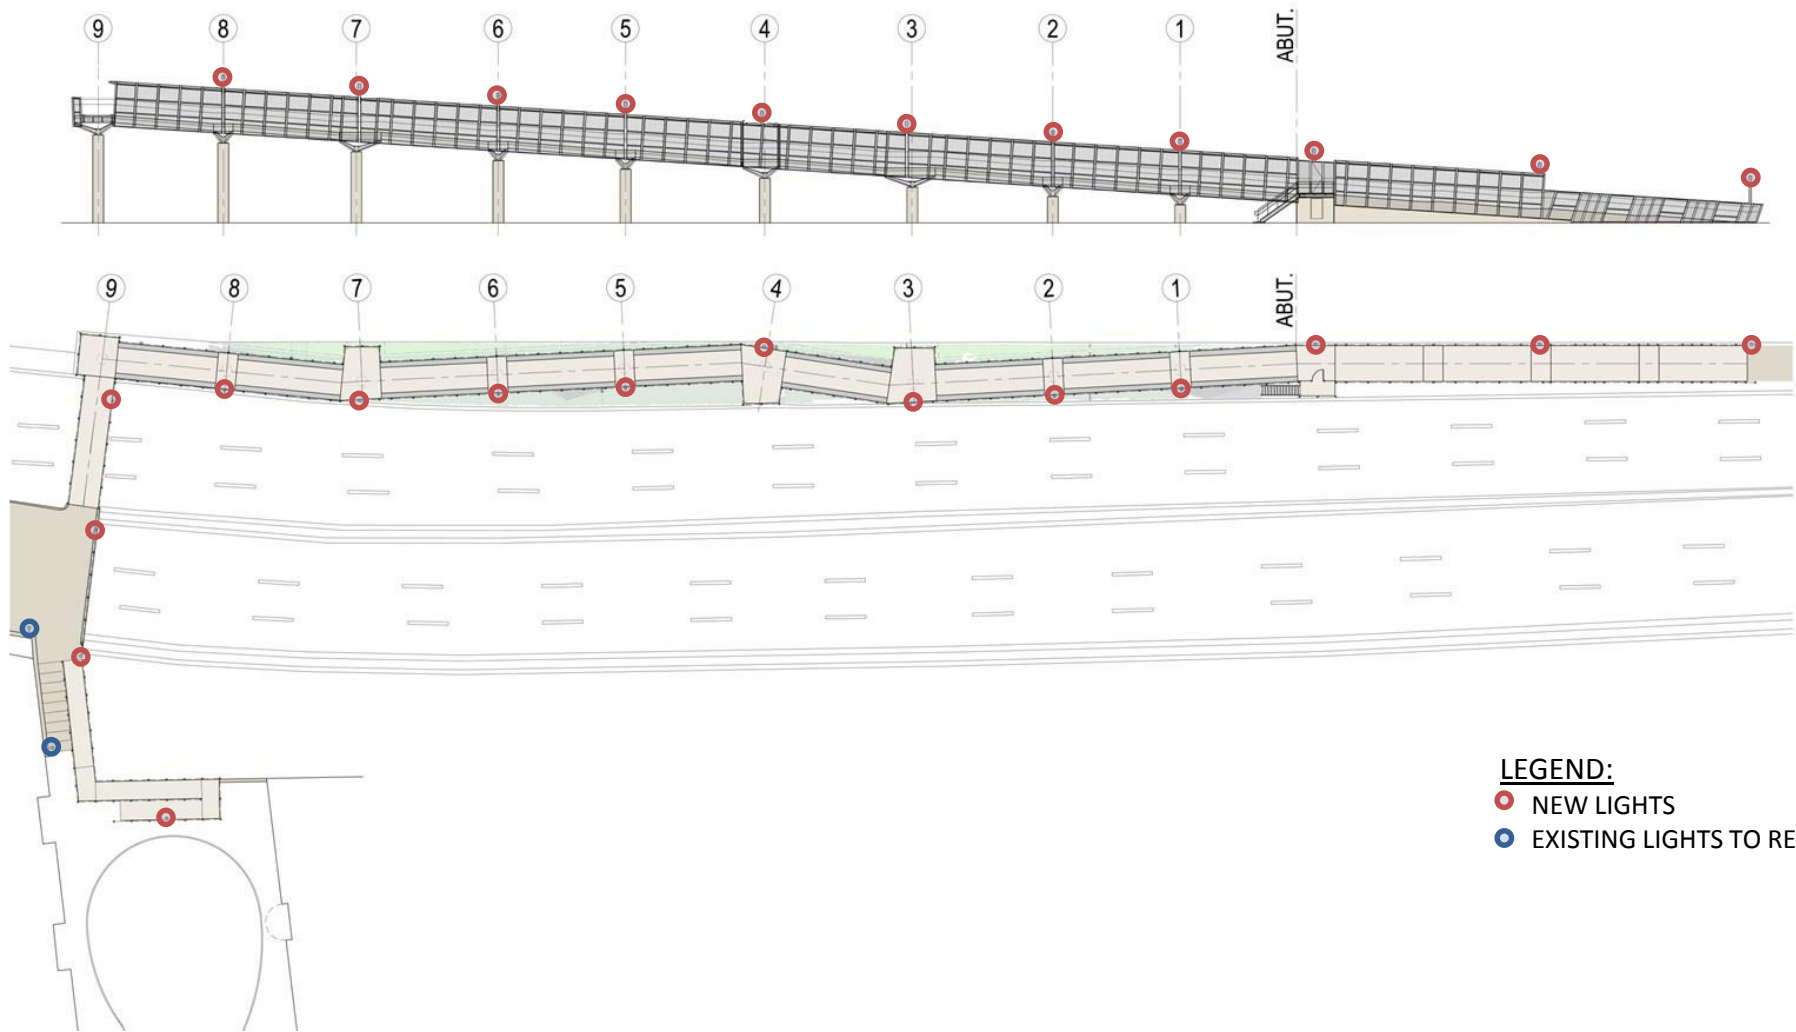 9 8 7 6 5 4 3 2 1 ABUT.
9 8 7 6 5 4 3 2 1 ABUT.
LEGEND:
NEW LIGHTS
EXISTING LIGHTS TO RE